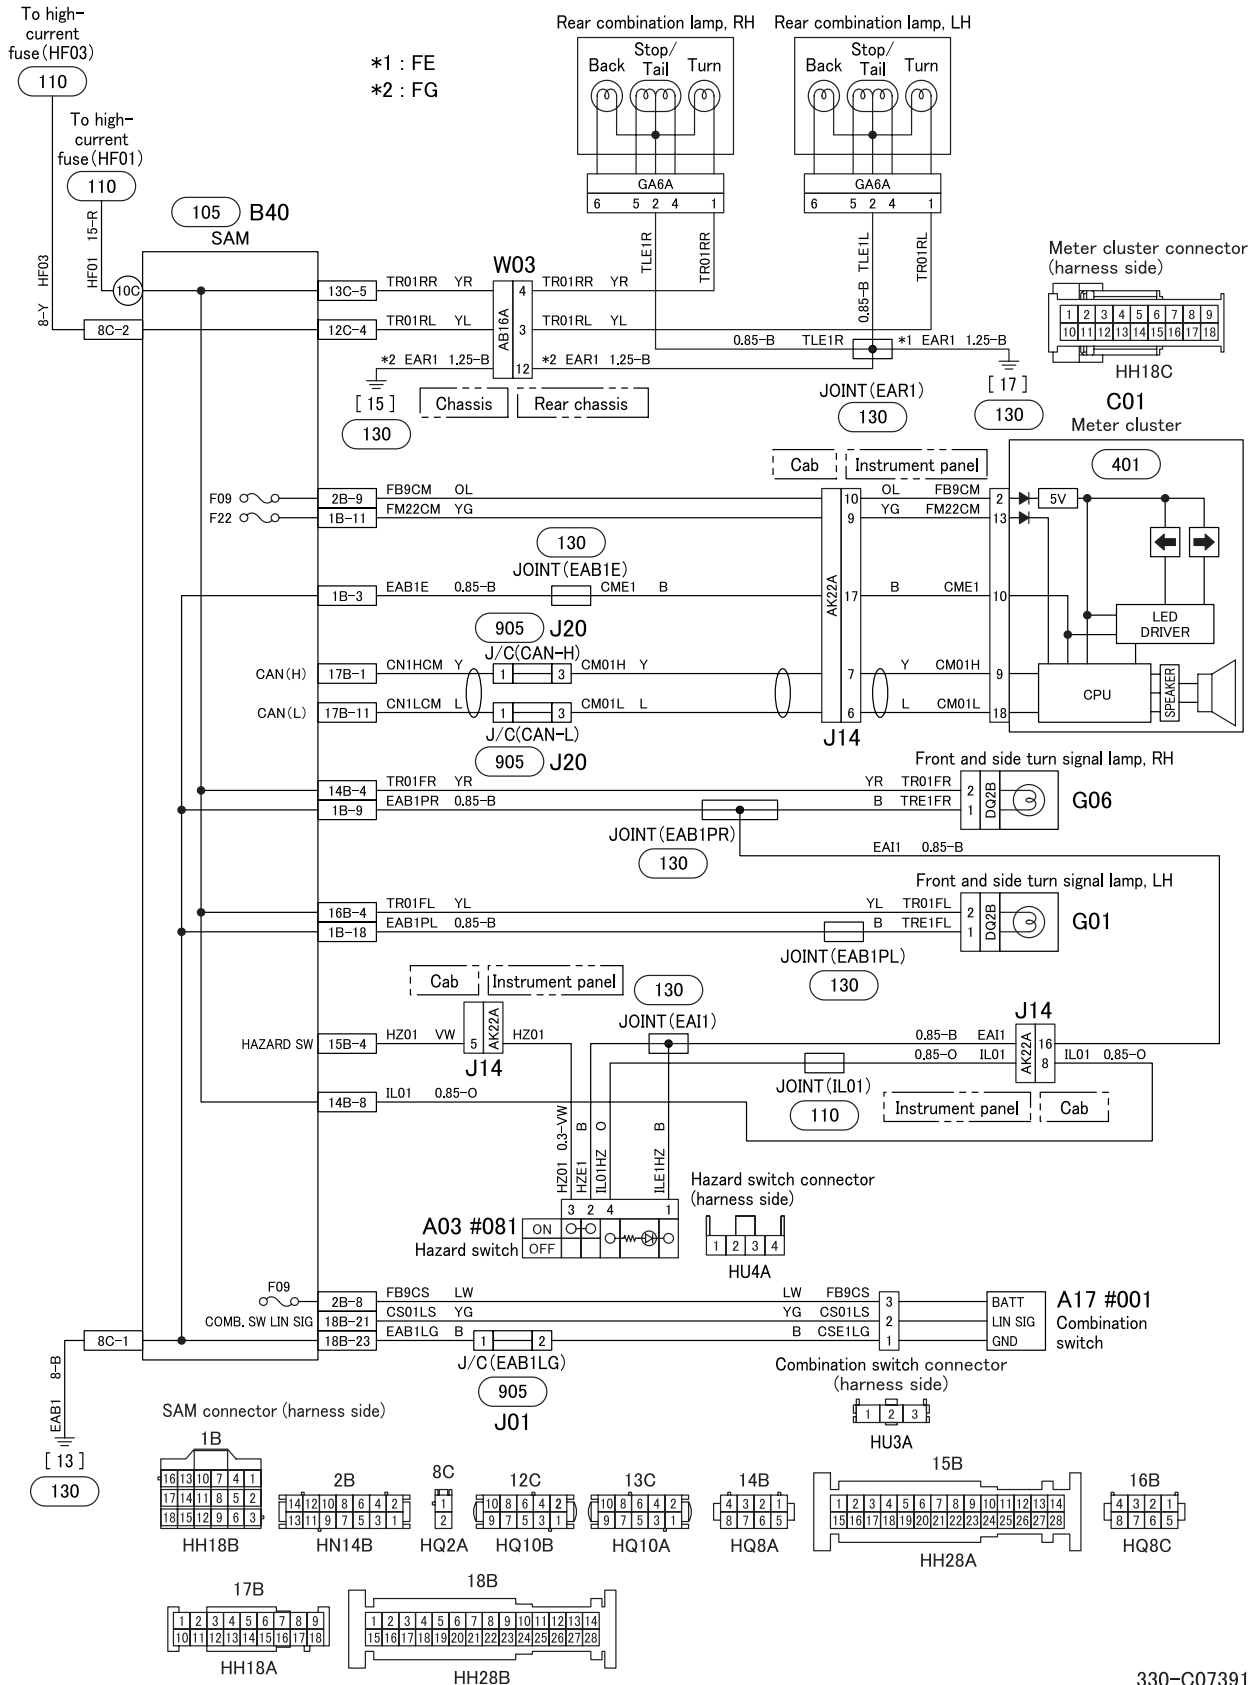 To high-
current
fuse(HF03)
110
*1 : FE
*2 : FG
To high-
current
fuse(HF01)
110
Rear combination lamp, RH
Back
Stop/
Tail
Turn
GA6A
6 5 2 4 1
Rear combination lamp, LH
Back
Stop/
Tail
Turn
GA6A
6 5 2 4 1
8-Y HF03
HF01 15-R
105 B40
SAM
10C
8C-2
TLE1R
TR01RR
0.85-B TLE1L
TR01RL
W03
13C-5 TR01RR YR 4 TR01RR YR
12C-4 TR01RL YL 3 TR01RL YL
AB16A
*2 EAR1 1.25-B 12 *2 EAR1 1.25-B
0.85-B TLE1R *1 EAR1 1.25-B
[15]
130
Chassis Rear chassis
JOINT(EAR1)
130
[17]
130
Meter cluster connector
(harness side)
1 2 3 4 5 6 7 8 9
10 11 12 13 14 15 16 17 18
HH18C
C01
Meter cluster
401
Cab Instrument panel
F09 2B-9 FB9CM OL 10 OL FB9CM 2 5V
F22 1B-11 FM22CM YG 9 YG FM22CM 13
130
JOINT(EAB1E)
AK22A
1B-3 EAB1E 0.85-B CME1 B 17 B CME1 10
LED
DRIVER
905 J20
J/C(CAN-H)
CAN(H) 17B-1 CN1HCM Y 1 3 CM01H Y 7 Y CM01H 9
CPU
SPEAKER
CAN(L) 17B-11 CN1LCM L 1 3 CM01L L 6 L CM01L 18
J/C(CAN-L)
905 J20
J14
Front and side turn signal lamp, RH
14B-4 TR01FR YR YR TR01FR 2
1B-9 EAB1PR 0.85-B B TRE1FR 1
DQ2B
G06
JOINT(EAB1PR)
130
EAI1 0.85-B
Front and side turn signal lamp, LH
16B-4 TR01FL YL YL TR01FL 2
1B-18 EAB1PL 0.85-B B TRE1FL 1
DQ2B
G01
JOINT(EAB1PL)
130
Cab Instrument panel
130
JOINT(EAI1)
HAZARD SW 15B-4 HZ01 VW 5 AK22A HZ01
J14
J14
0.85-B EAI1 16
0.85-O IL01 8 IL01 0.85-O
AK22A
JOINT(IL01)
110
Instrument panel Cab
14B-8 IL01 0.85-O
HZ01 0.3-VW
HZE1 B
IL01HZ O
ILE1HZ B
A03 #081
Hazard switch
3 2 4 1
ON
OFF
Hazard switch connector
(harness side)
1 2 3 4
HU4A
F09 2B-8 FB9CS LW LW FB9CS 3 BATT
COMB. SW LIN SIG 18B-21 CS01LS YG YG CS01LS 2 LIN SIG
8C-1 18B-23 EAB1LG B 1 2 B CSE1LG 1 GND
A17 #001
Combination
switch
J/C(EAB1LG)
905
J01
Combination switch connector
(harness side)
1 2 3
HU3A
EAB1 8-B
[13]
130
SAM connector (harness side)
1B
16 13 10 7 4 1
17 14 11 8 5 2
18 15 12 9 6 3
HH18B
2B
14 12 10 8 6 4 2
13 11 9 7 5 3 1
HN14B
8C
1
2
HQ2A
12C
10 8 6 4 2
9 7 5 3 1
HQ10B
13C
10 8 6 4 2
9 7 5 3 1
HQ10A
14B
4 3 2 1
8 7 6 5
HQ8A
15B
1 2 3 4 5 6 7 8 9 10 11 12 13 14
15 16 17 18 19 20 21 22 23 24 25 26 27 28
HH28A
16B
4 3 2 1
8 7 6 5
HQ8C
17B
1 2 3 4 5 6 7 8 9
10 11 12 13 14 15 16 17 18
HH18A
18B
1 2 3 4 5 6 7 8 9 10 11 12 13 14
15 16 17 18 19 20 21 22 23 24 25 26 27 28
HH28B
330-C07391